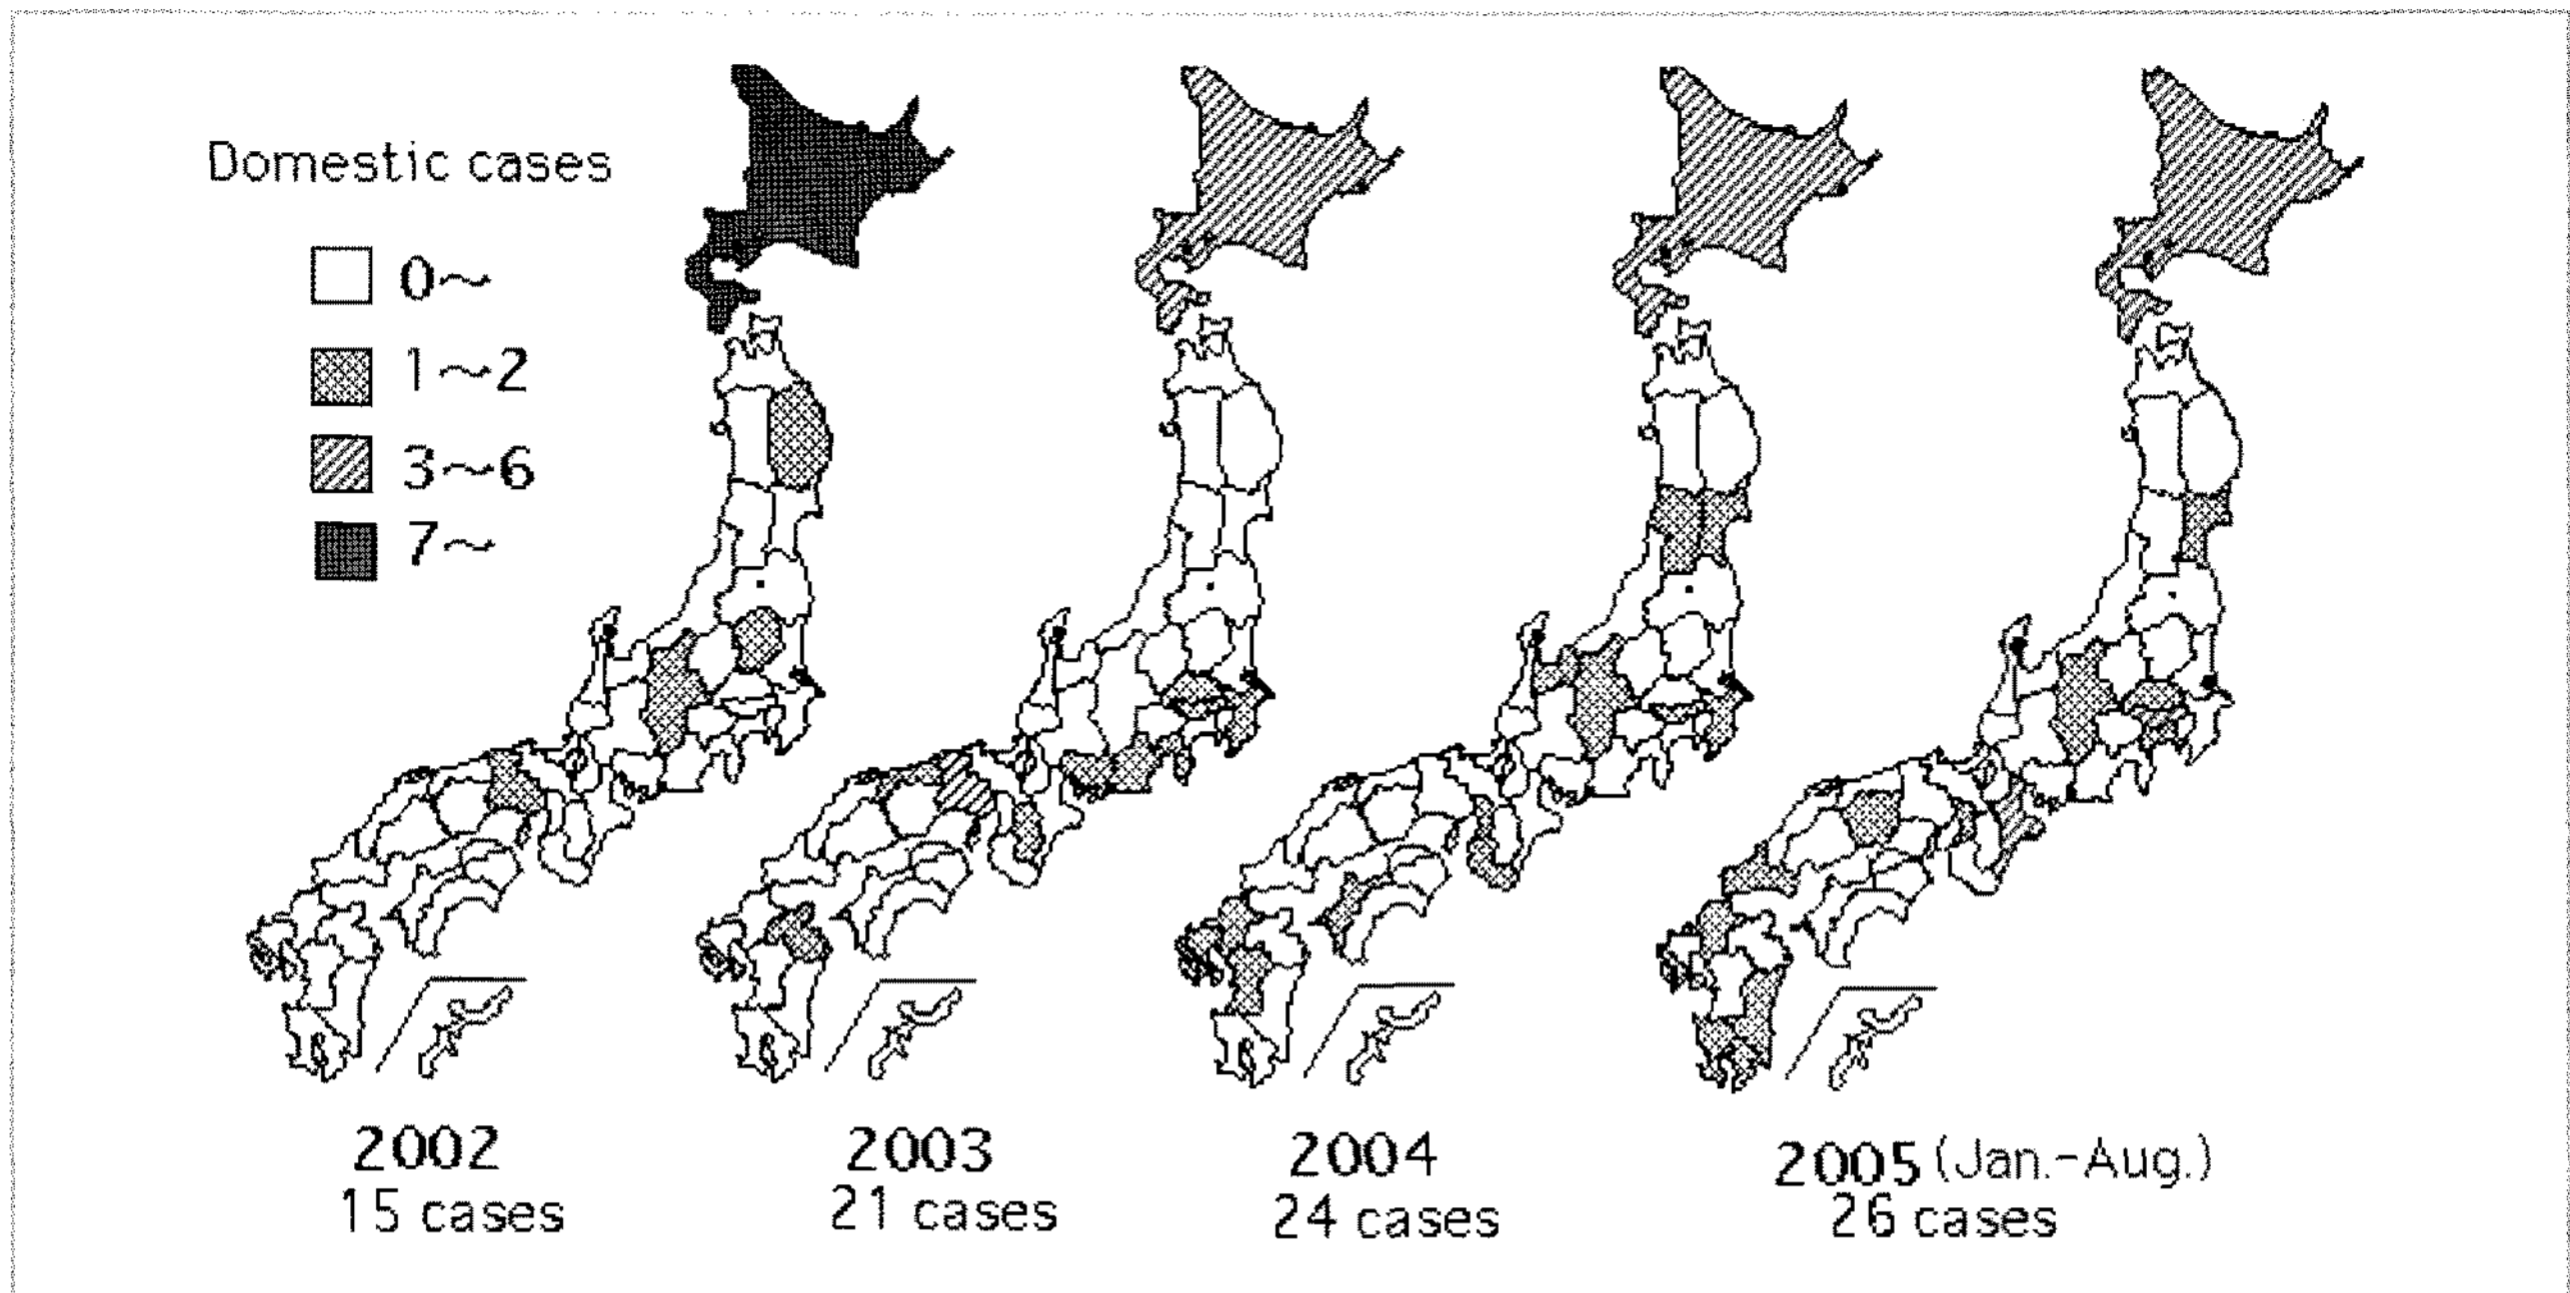 Domestic cases
0~
1~2
3~6
7~
2002
15 cases
2003
21 cases
2004
24 cases
2005 (Jan.-Aug.)
26 cases